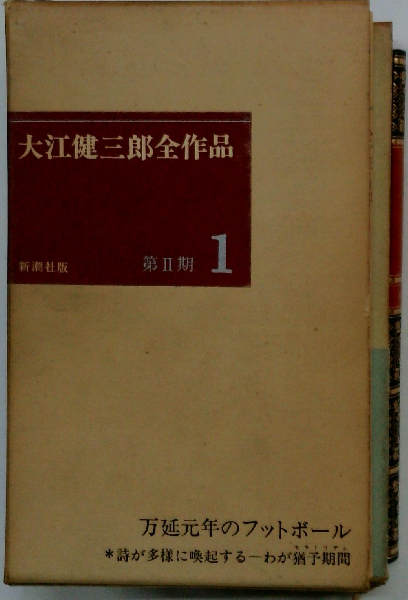 大江健三郎全作品
新潮社版 第II期 1
万延元年のフットボール
*詩が多様に喚起する―わが猶予期間